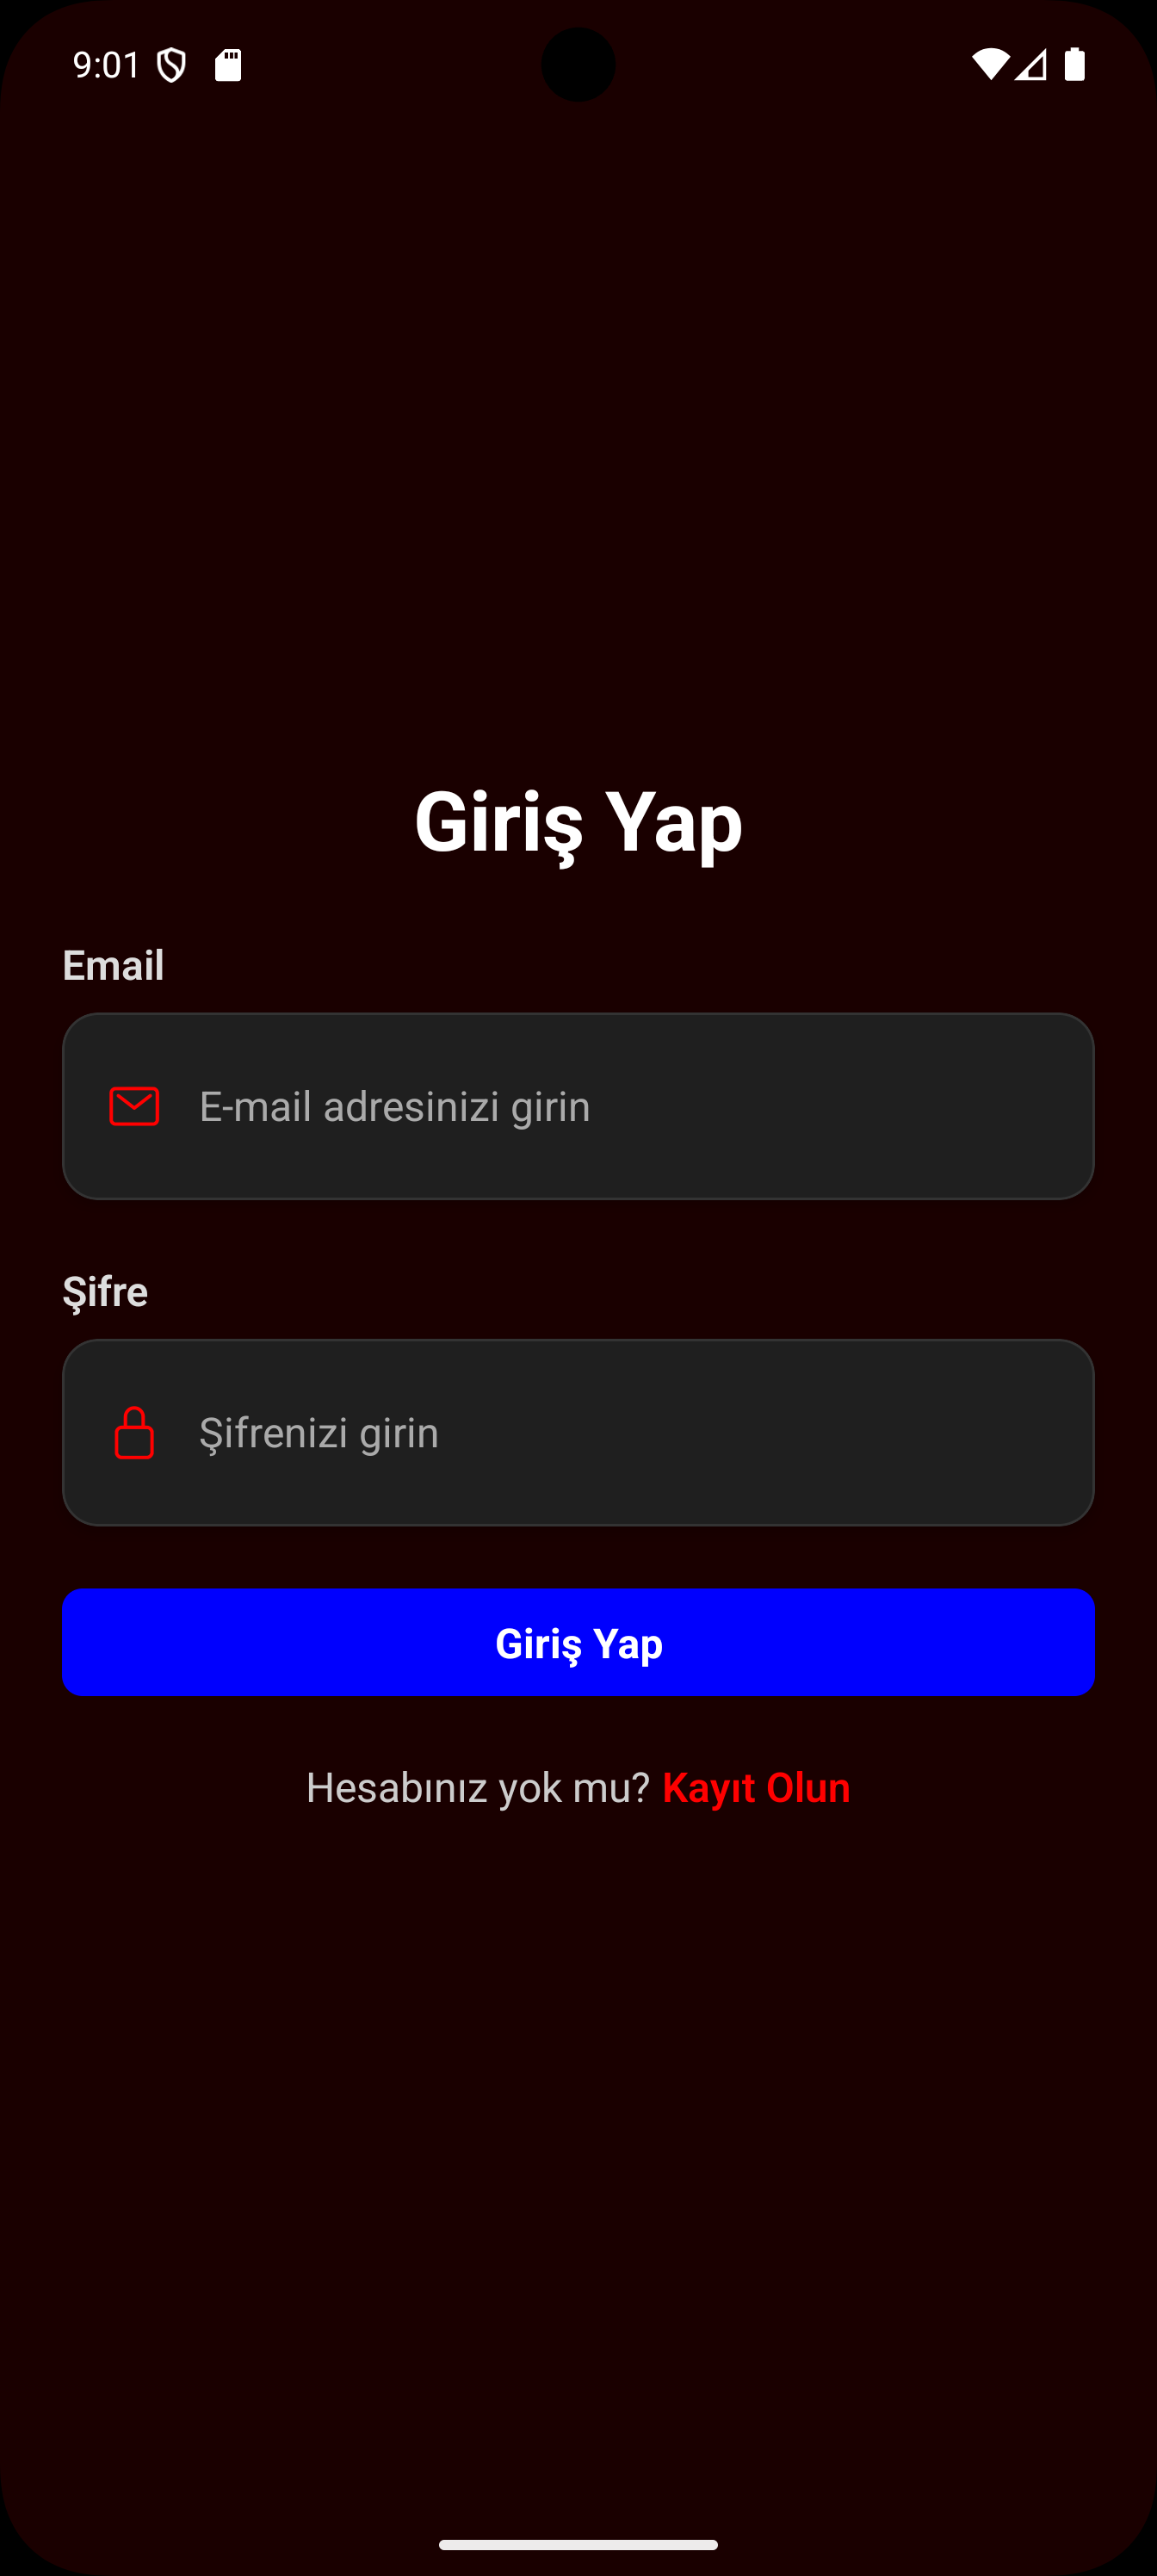 9:01
Giriş Yap
Email
E-mail adresinizi girin
Şifre
Şifrenizi girin
Giriş Yap
Hesabınız yok mu? Kayıt Olun